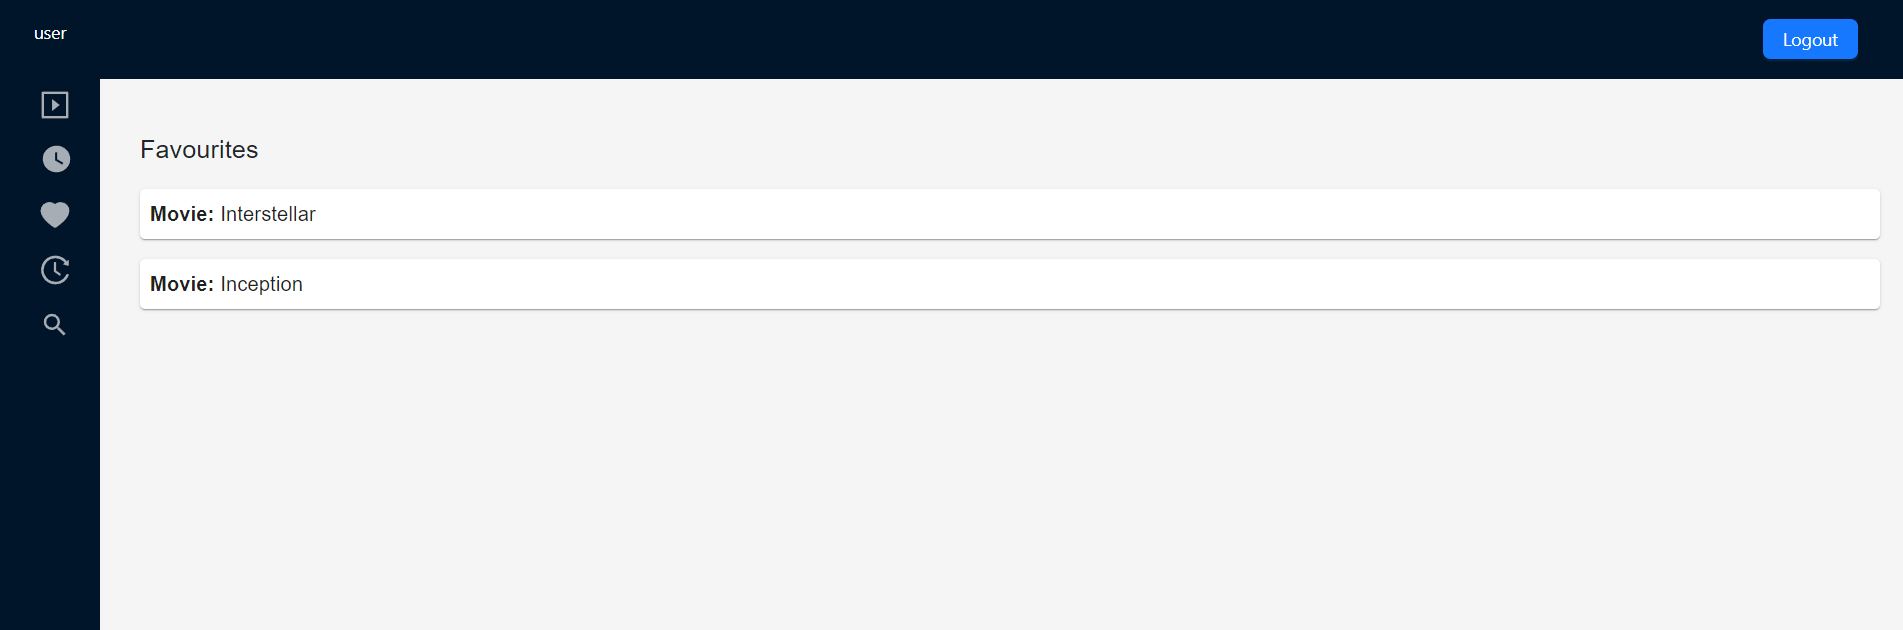 user
Logout
Favourites
Movie: Interstellar
Movie: Inception